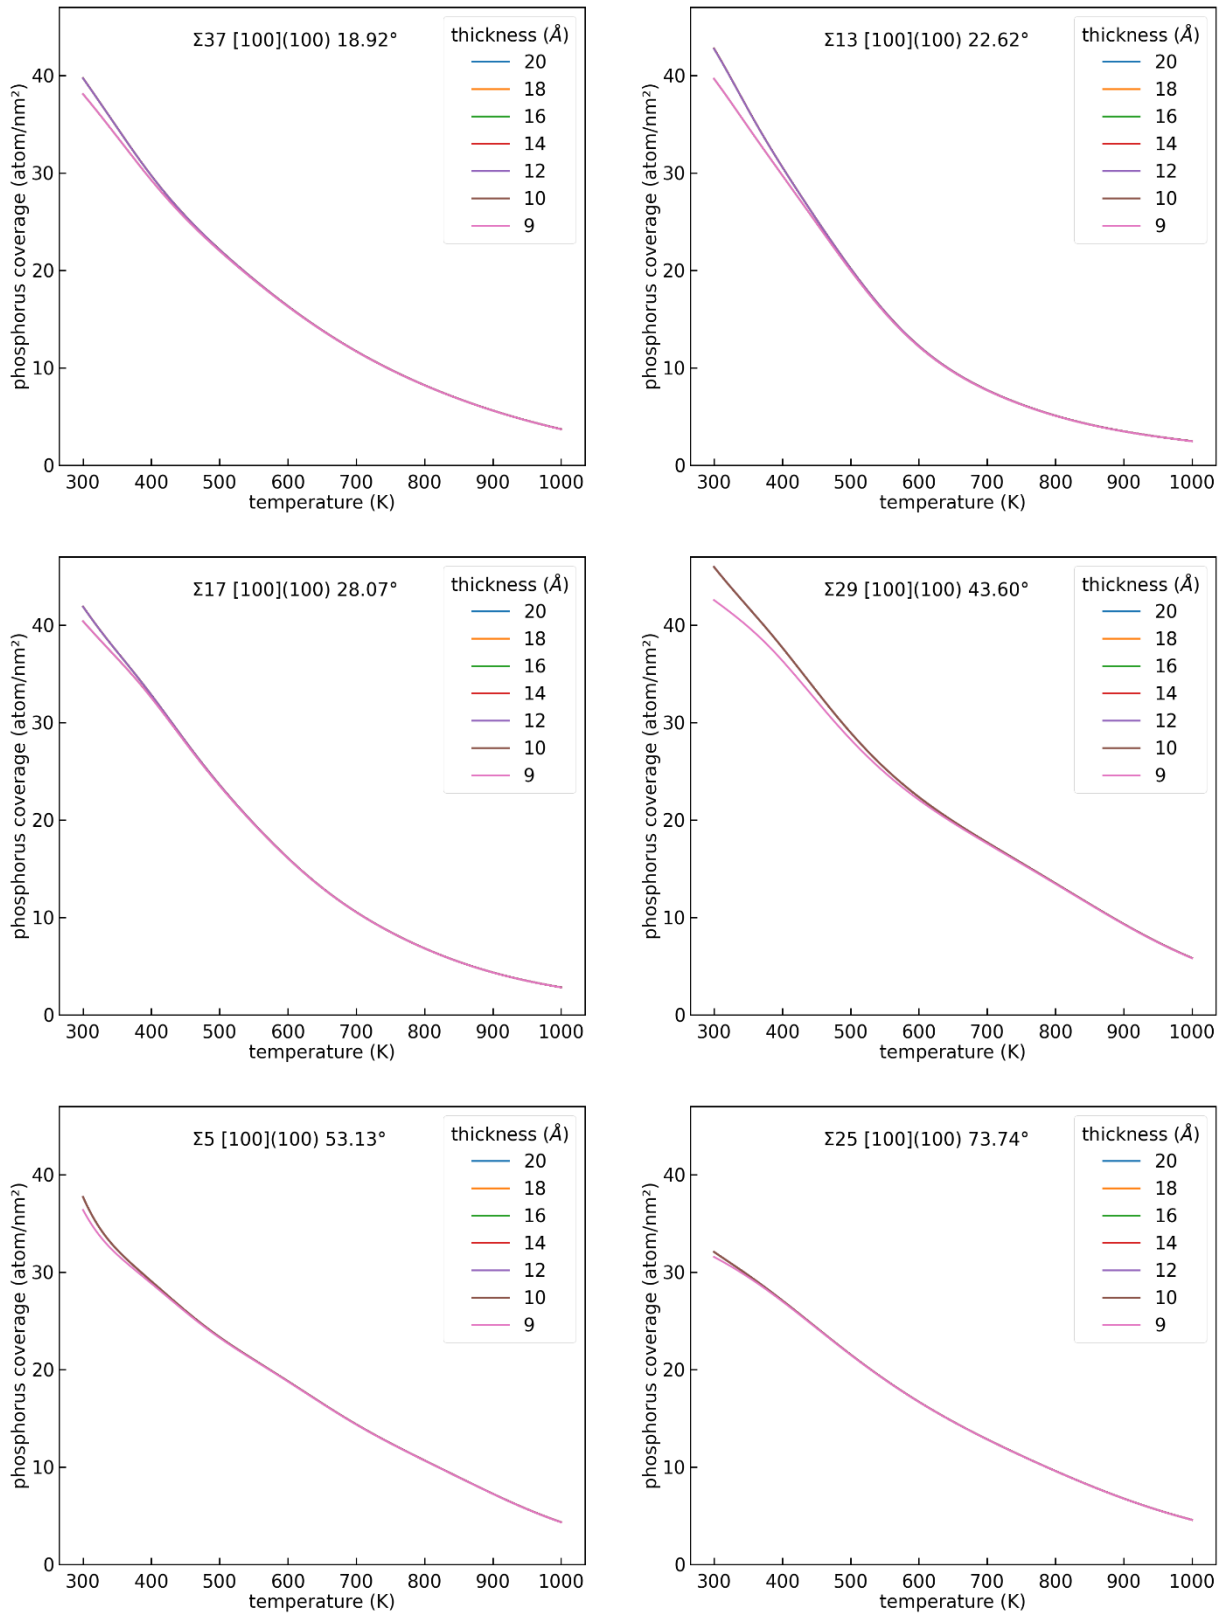 Σ37 [100](100) 18.92°
thickness (Å)
20
18
16
14
12
10
9
phosphorus coverage (atom/nm²)
40
30
20
10
0
300 400 500 600 700 800 900 1000
temperature (K)
Σ13 [100](100) 22.62°
thickness (Å)
20
18
16
14
12
10
9
phosphorus coverage (atom/nm²)
40
30
20
10
0
300 400 500 600 700 800 900 1000
temperature (K)
Σ17 [100](100) 28.07°
thickness (Å)
20
18
16
14
12
10
9
phosphorus coverage (atom/nm²)
40
30
20
10
0
300 400 500 600 700 800 900 1000
temperature (K)
Σ29 [100](100) 43.60°
thickness (Å)
20
18
16
14
12
10
9
phosphorus coverage (atom/nm²)
40
30
20
10
0
300 400 500 600 700 800 900 1000
temperature (K)
Σ5 [100](100) 53.13°
thickness (Å)
20
18
16
14
12
10
9
phosphorus coverage (atom/nm²)
40
30
20
10
0
300 400 500 600 700 800 900 1000
temperature (K)
Σ25 [100](100) 73.74°
thickness (Å)
20
18
16
14
12
10
9
phosphorus coverage (atom/nm²)
40
30
20
10
0
300 400 500 600 700 800 900 1000
temperature (K)